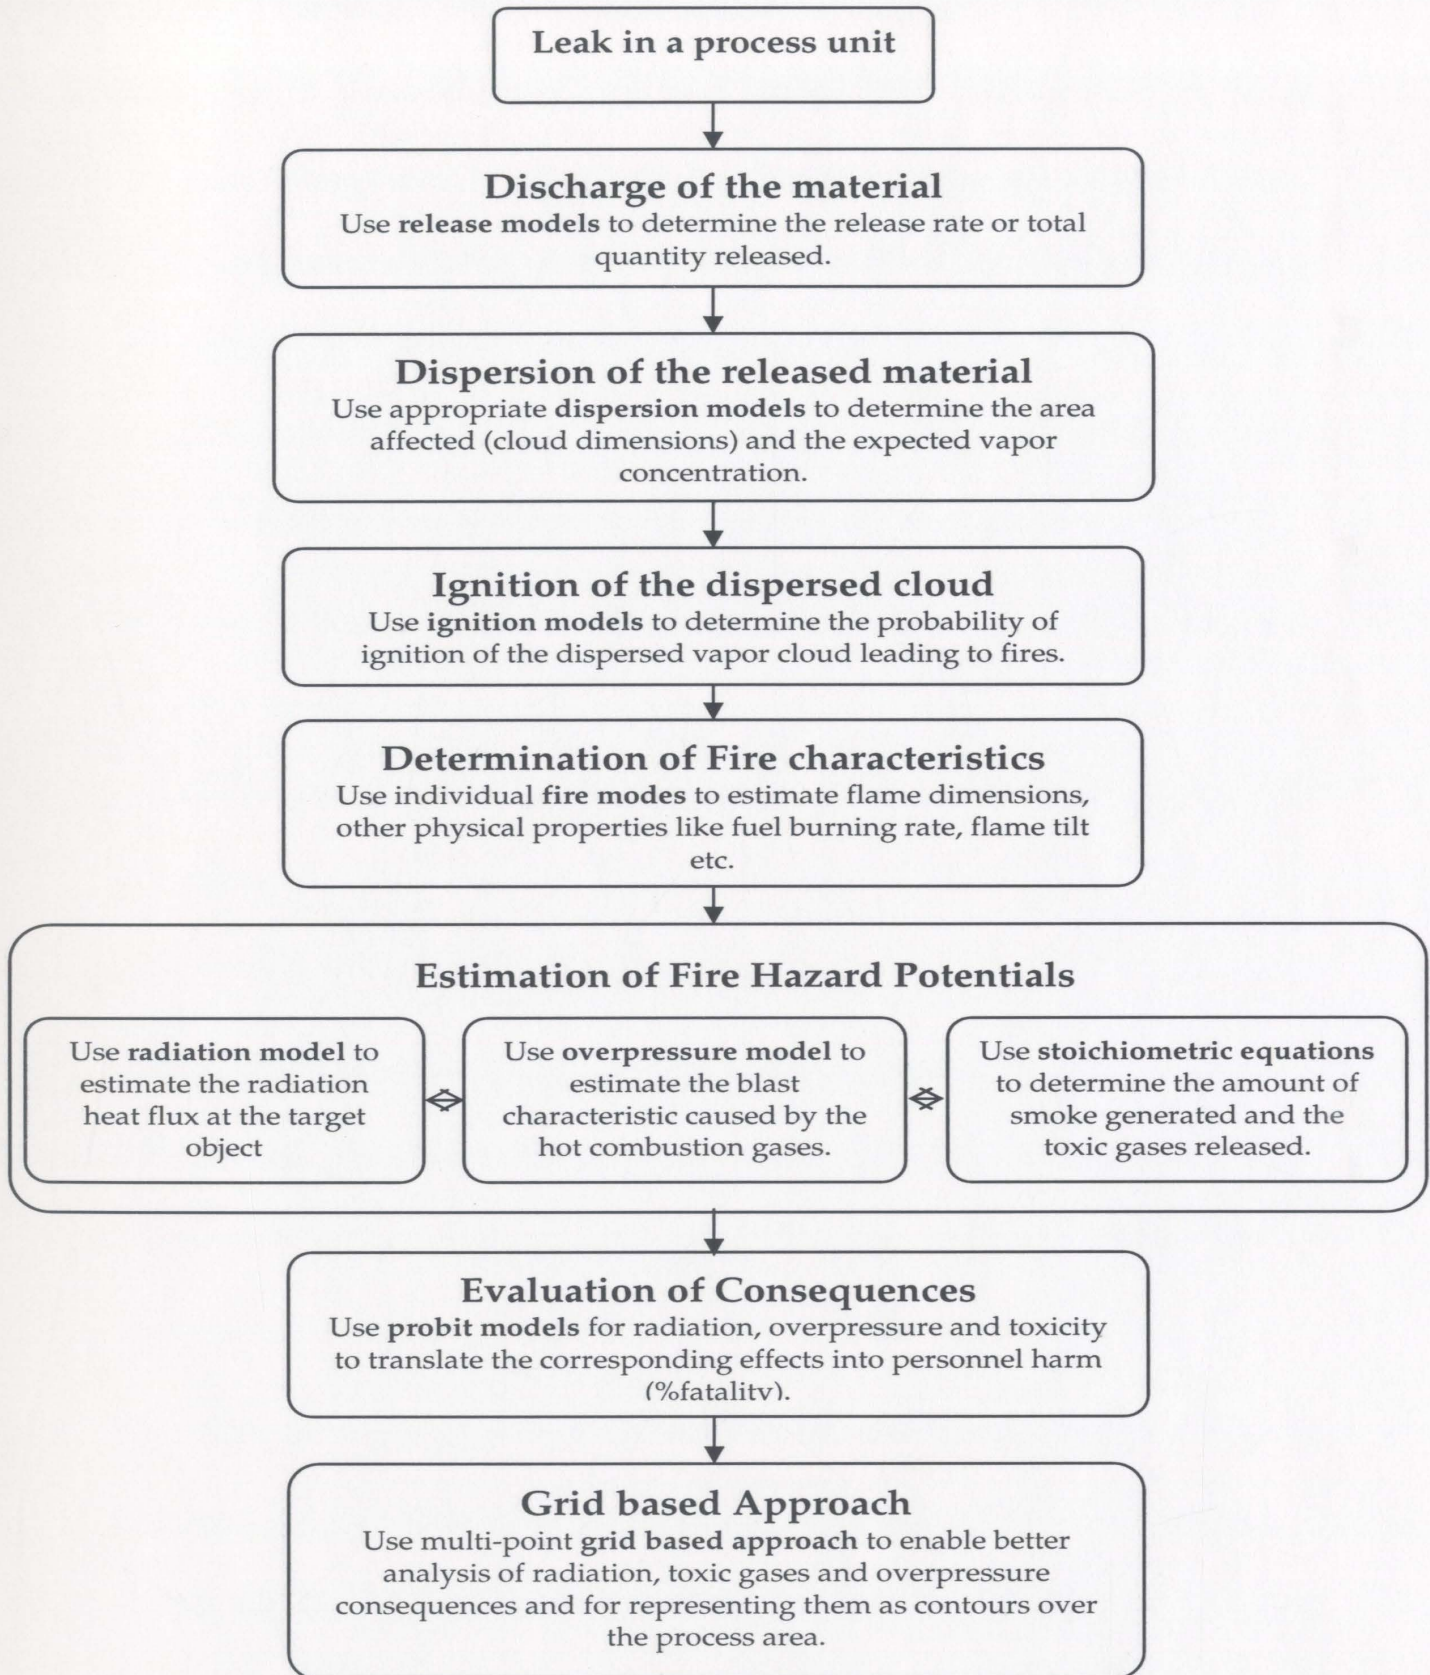 Leak in a process unit
Discharge of the material
Use release models to determine the release rate or total
quantity released.
Dispersion of the released material
Use appropriate dispersion models to determine the area
affected (cloud dimensions) and the expected vapor
concentration.
Ignition of the dispersed cloud
Use ignition models to determine the probability of
ignition of the dispersed vapor cloud leading to fires.
Determination of Fire characteristics
Use individual fire modes to estimate flame dimensions,
other physical properties like fuel burning rate, flame tilt
etc.
Estimation of Fire Hazard Potentials
Use radiation model to
estimate the radiation
heat flux at the target
object
Use overpressure model to
estimate the blast
characteristic caused by the
hot combustion gases.
Use stoichiometric equations
to determine the amount of
smoke generated and the
toxic gases released.
Evaluation of Consequences
Use probit models for radiation, overpressure and toxicity
to translate the corresponding effects into personnel harm
(%fatality).
Grid based Approach
Use multi-point grid based approach to enable better
analysis of radiation, toxic gases and overpressure
consequences and for representing them as contours over
the process area.